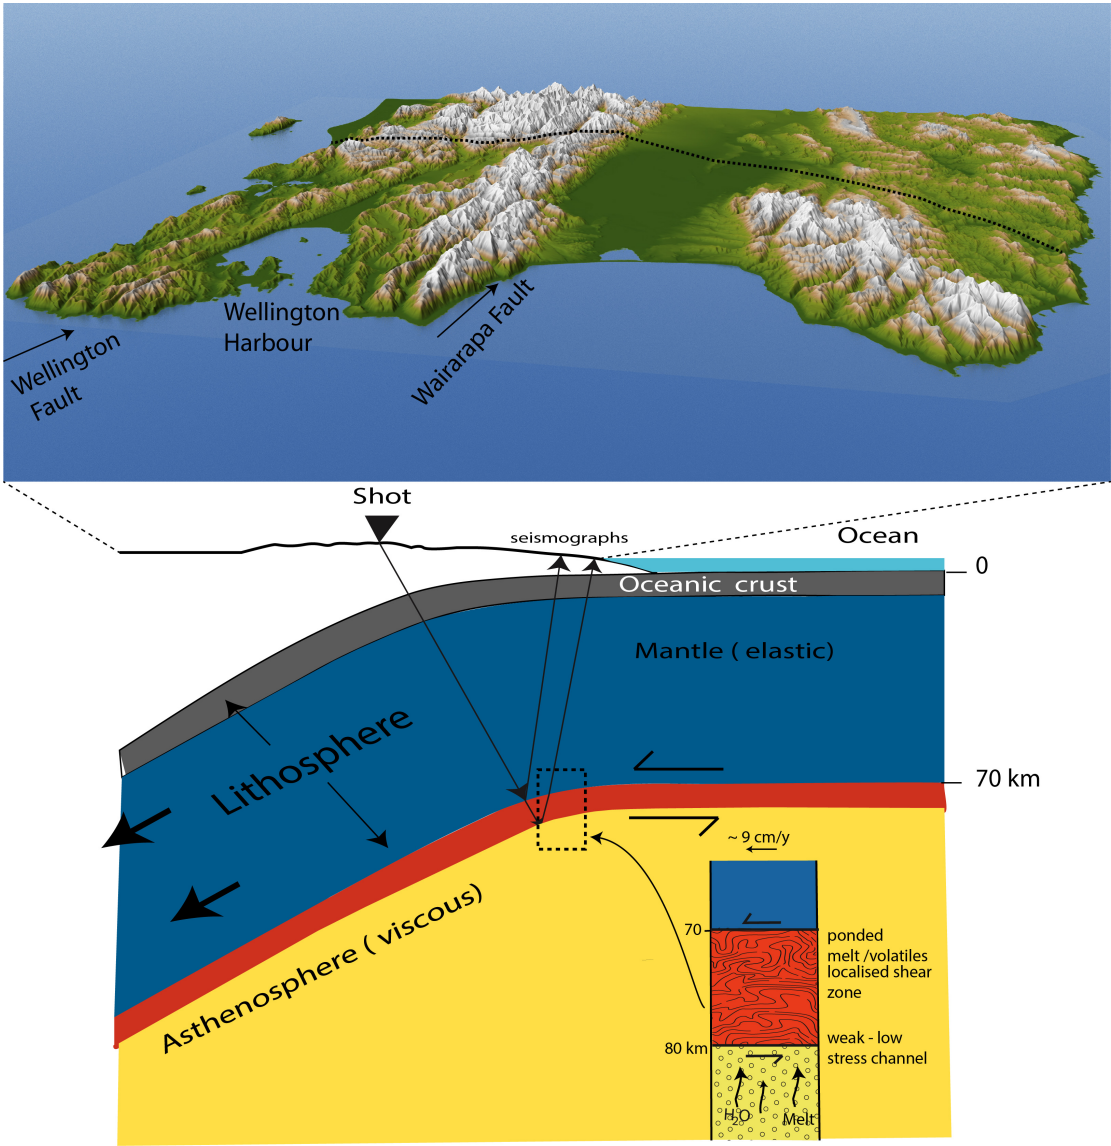 Wellington
Harbour
Wellington
Fault
Wairarapa Fault
Shot
seismographs
Ocean
0
Oceanic crust
Mantle ( elastic)
Lithosphere
70 km
Asthenosphere ( viscous)
~ 9 cm/y
70
ponded
melt /volatiles
localised shear
zone
80 km
weak - low
stress channel
H2O
Melt